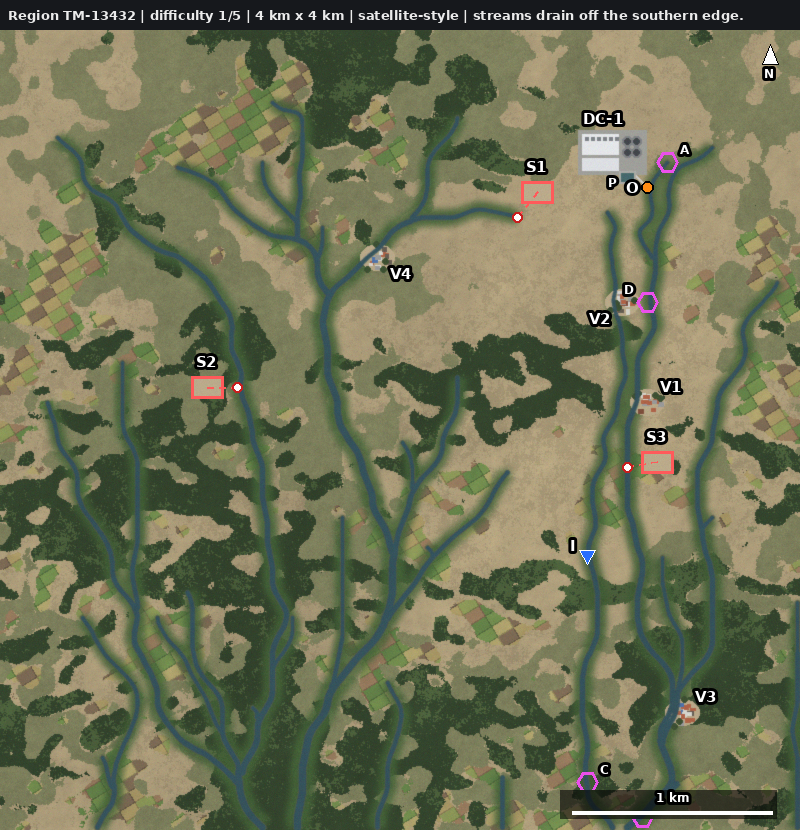 Region TM-13432 | difficulty 1/5 | 4 km x 4 km | satellite-style | streams drain off the southern edge.
N
DC-1
A
S1
P
O
V4
D
V2
S2
V1
S3
I
V3
C
1 km